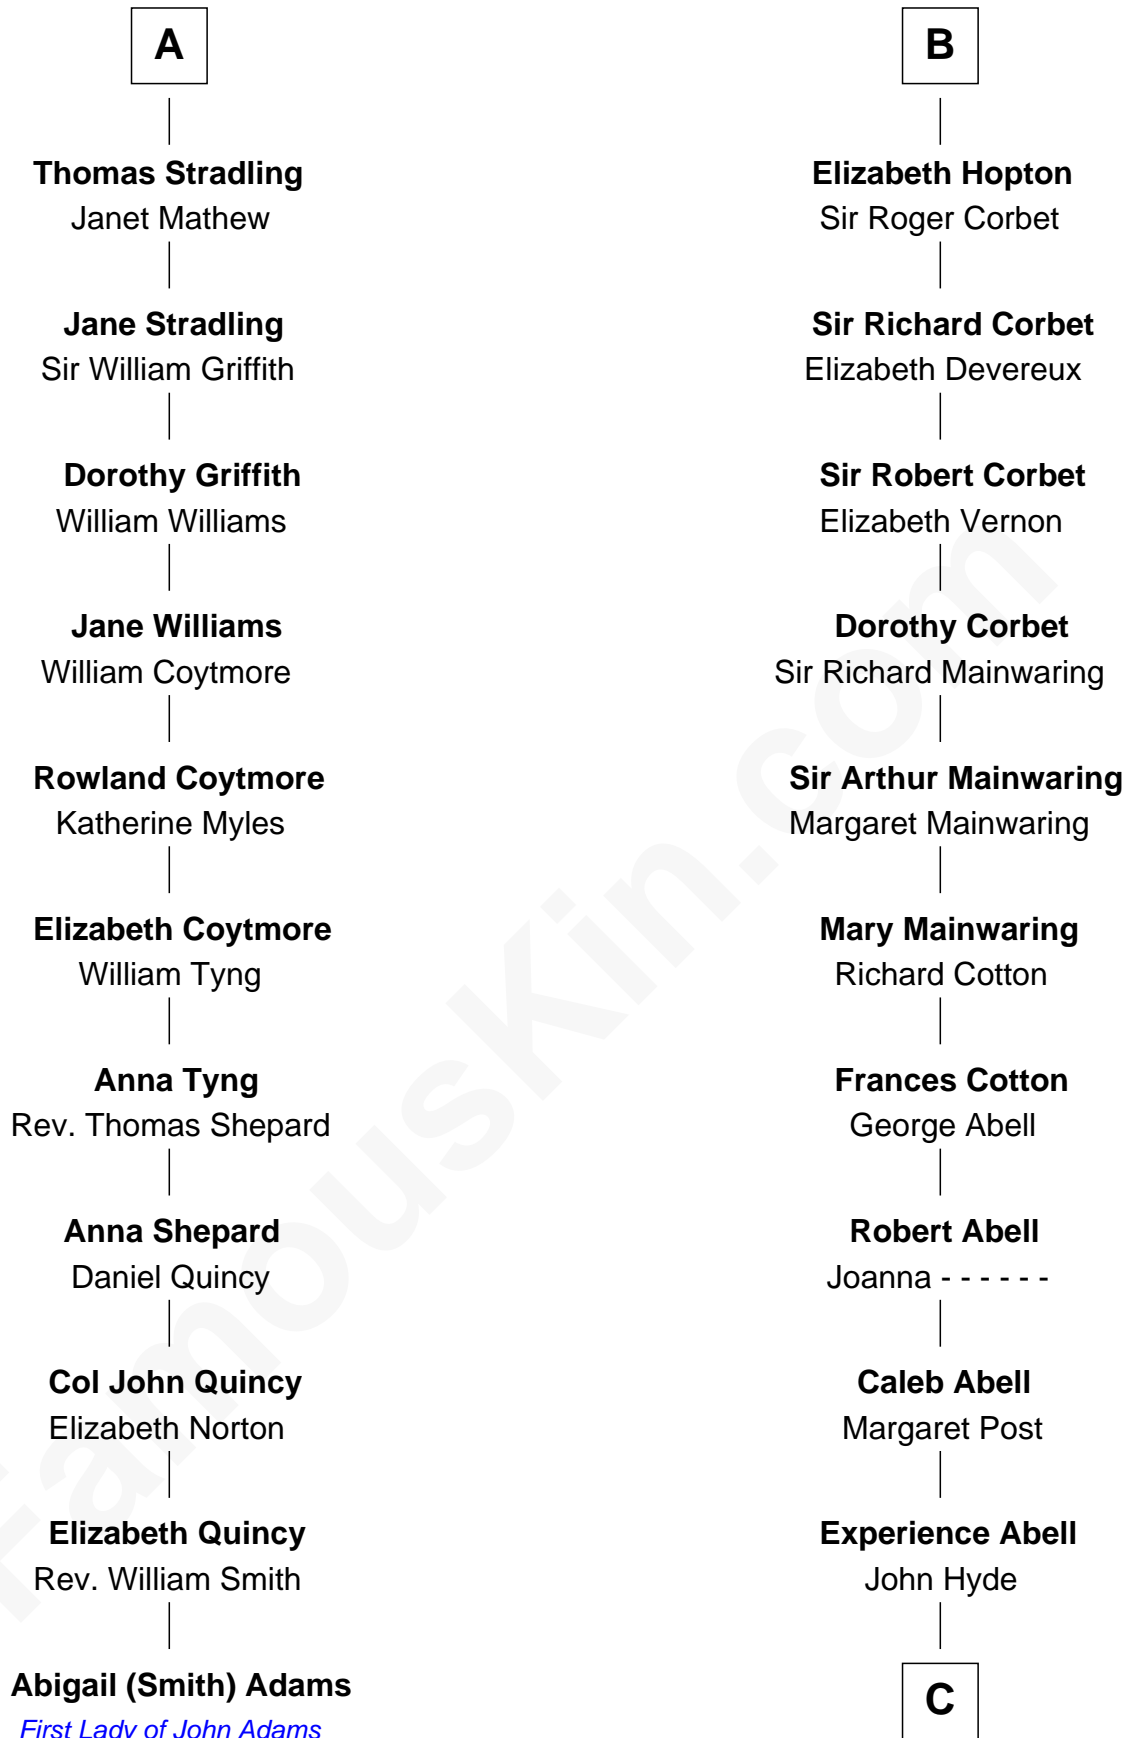 A
Thomas Stradling
Janet Mathew
Jane Stradling
Sir William Griffith
Dorothy Griffith
William Williams
Jane Williams
William Coytmore
Rowland Coytmore
Katherine Myles
Elizabeth Coytmore
William Tyng
Anna Tyng
Rev. Thomas Shepard
Anna Shepard
Daniel Quincy
Col John Quincy
Elizabeth Norton
Elizabeth Quincy
Rev. William Smith
Abigail (Smith) Adams
First Lady of John Adams
B
Elizabeth Hopton
Sir Roger Corbet
Sir Richard Corbet
Elizabeth Devereux
Sir Robert Corbet
Elizabeth Vernon
Dorothy Corbet
Sir Richard Mainwaring
Sir Arthur Mainwaring
Margaret Mainwaring
Mary Mainwaring
Richard Cotton
Frances Cotton
George Abell
Robert Abell
Joanna - - - - - -
Caleb Abell
Margaret Post
Experience Abell
John Hyde
C
FamousKin.com